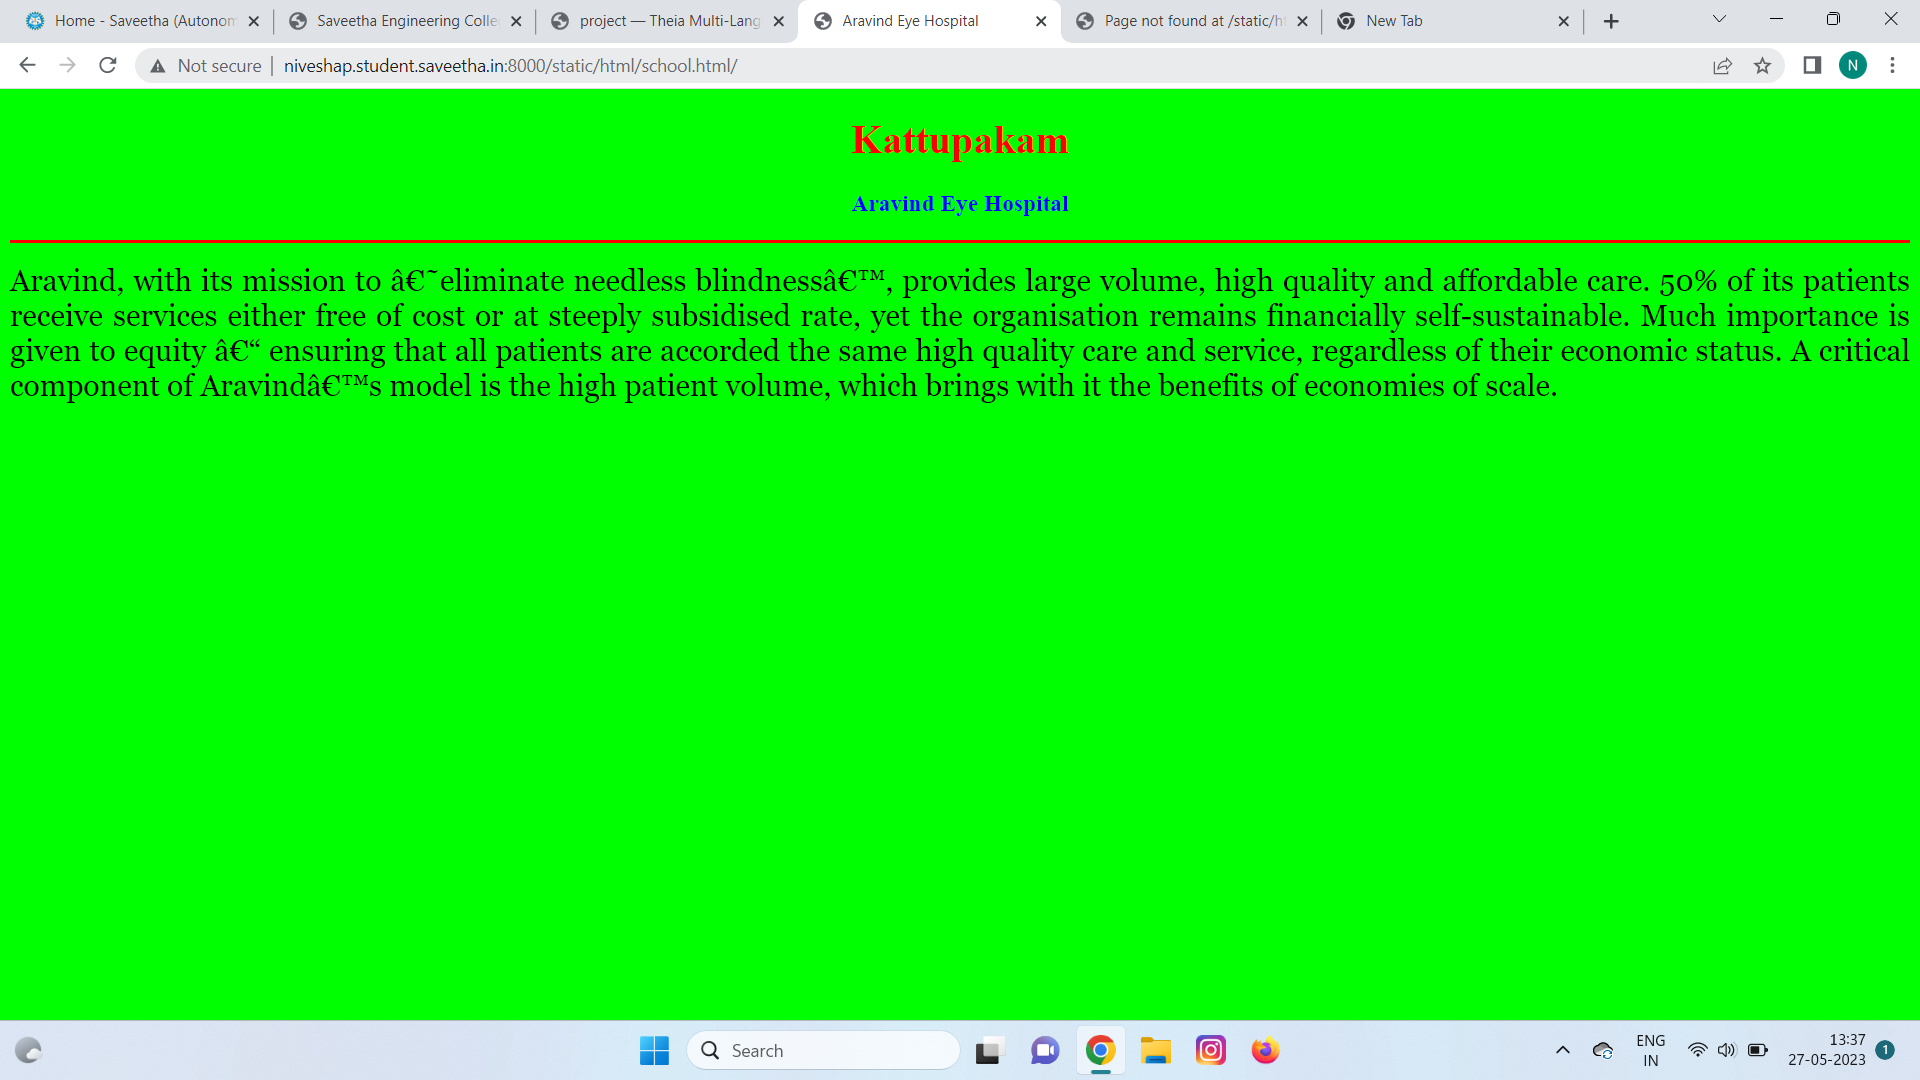 Home - Saveetha (Autonom
Saveetha Engineering Colle
project — Theia Multi-Lang
Aravind Eye Hospital
Page not found at /static/h
New Tab
Not secure
niveshap.student.saveetha.in:8000/static/html/school.html/
N
Kattupakam
Aravind Eye Hospital
Aravind, with its mission to â€˜eliminate needless blindnessâ€™, provides large volume, high quality and affordable care. 50% of its patients
receive services either free of cost or at steeply subsidised rate, yet the organisation remains financially self-sustainable. Much importance is
given to equity â€“ ensuring that all patients are accorded the same high quality care and service, regardless of their economic status. A critical
component of Aravindâ€™s model is the high patient volume, which brings with it the benefits of economies of scale.
Search
ENG
IN
13:37
27-05-2023
1